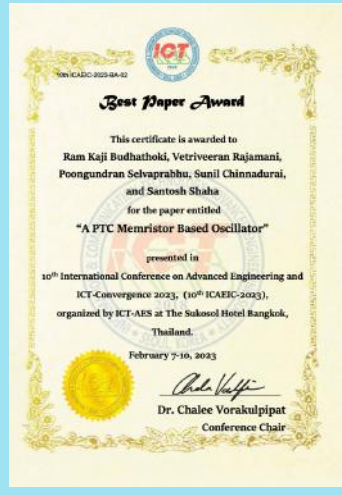 ICT
10th ICAEIC-2023-BA-02
Best Paper Award
This certificate is awarded to
Ram Kaji Budhathoki, Vetriveeran Rajamani,
Poongundran Selvaprabhu, Sunil Chinnadurai,
and Santosh Shaha
for the paper entitled
"A PTC Memristor Based Oscillator"
presented in
10th International Conference on Advanced Engineering and
ICT-Convergence 2023, (10th ICAEIC-2023),
organized by ICT-AES at The Sukosol Hotel Bangkok,
Thailand.
February 7-10, 2023
Dr. Chalee Vorakulpipat
Conference Chair